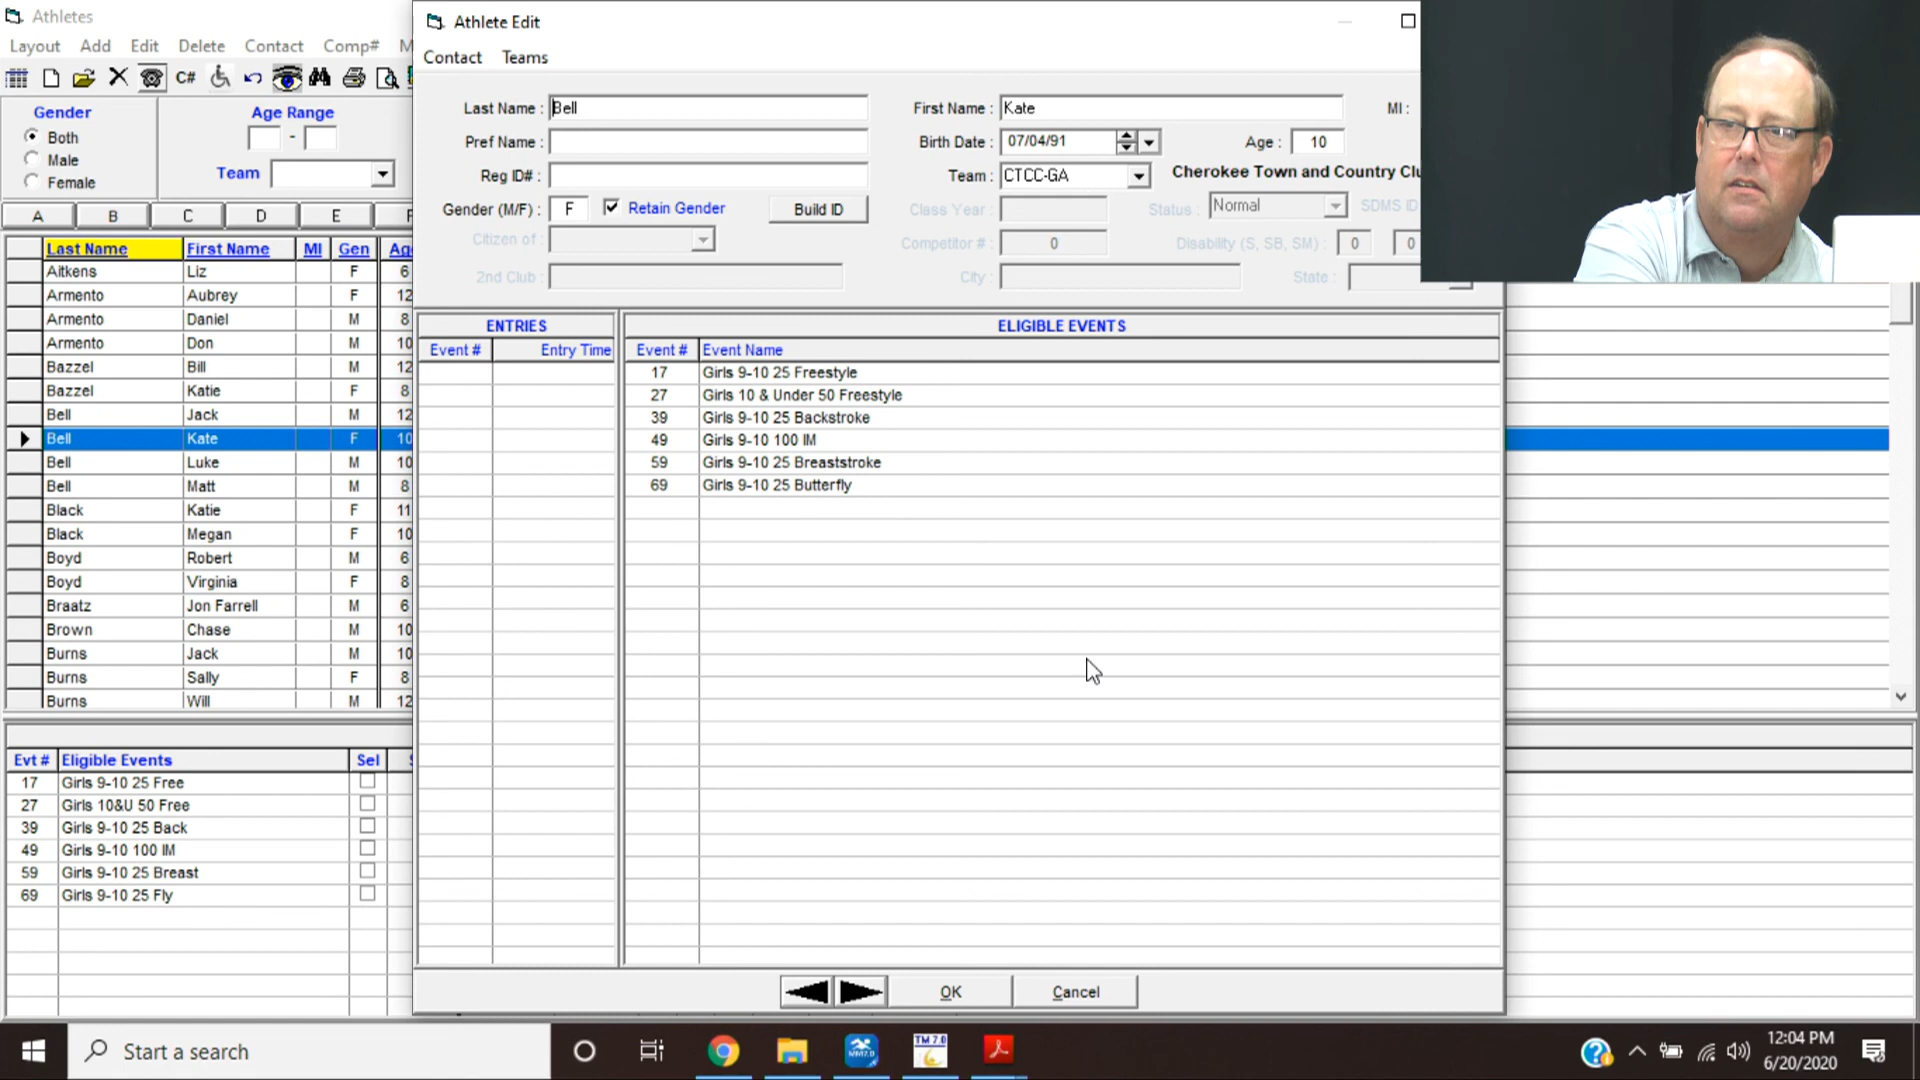 Athletes
Layout Add Edit Delete Contact Comp# M
C#
Gender
Both
Male
Female
Age Range
-
Team
A B C D E F
Last Name First Name MI Gen Ag
Aitkens Liz F 6
Armento Aubrey F 12
Armento Daniel M 8
Armento Don M 10
Bazzel Bill M 12
Bazzel Katie F 8
Bell Jack M 12
Bell Kate F 10
Bell Luke M 10
Bell Matt M 8
Black Katie F 11
Black Megan F 10
Boyd Robert M 6
Boyd Virginia F 8
Braatz Jon Farrell M 6
Brown Chase M 10
Burns Jack M 10
Burns Sally F 8
Burns Will M 12
Evt # Eligible Events Sel
17 Girls 9-10 25 Free
27 Girls 10&U 50 Free
39 Girls 9-10 25 Back
49 Girls 9-10 100 IM
59 Girls 9-10 25 Breast
69 Girls 9-10 25 Fly
Athlete Edit
Contact Teams
Last Name : Bell First Name : Kate MI :
Pref Name : Birth Date : 07/04/91 Age : 10
Reg ID# : Team : CTCC-GA Cherokee Town and Country Clu
Gender (M/F) : F Retain Gender Build ID Class Year : Status : Normal SDMS ID
Citizen of : Competitor # : 0 Disability (S, SB, SM) : 0 0
2nd Club : City : State :
ENTRIES
Event # Entry Time
ELIGIBLE EVENTS
Event # Event Name
17 Girls 9-10 25 Freestyle
27 Girls 10 & Under 50 Freestyle
39 Girls 9-10 25 Backstroke
49 Girls 9-10 100 IM
59 Girls 9-10 25 Breaststroke
69 Girls 9-10 25 Butterfly
OK Cancel
Start a search
MM7.0
TM 7.0
12:04 PM
6/20/2020